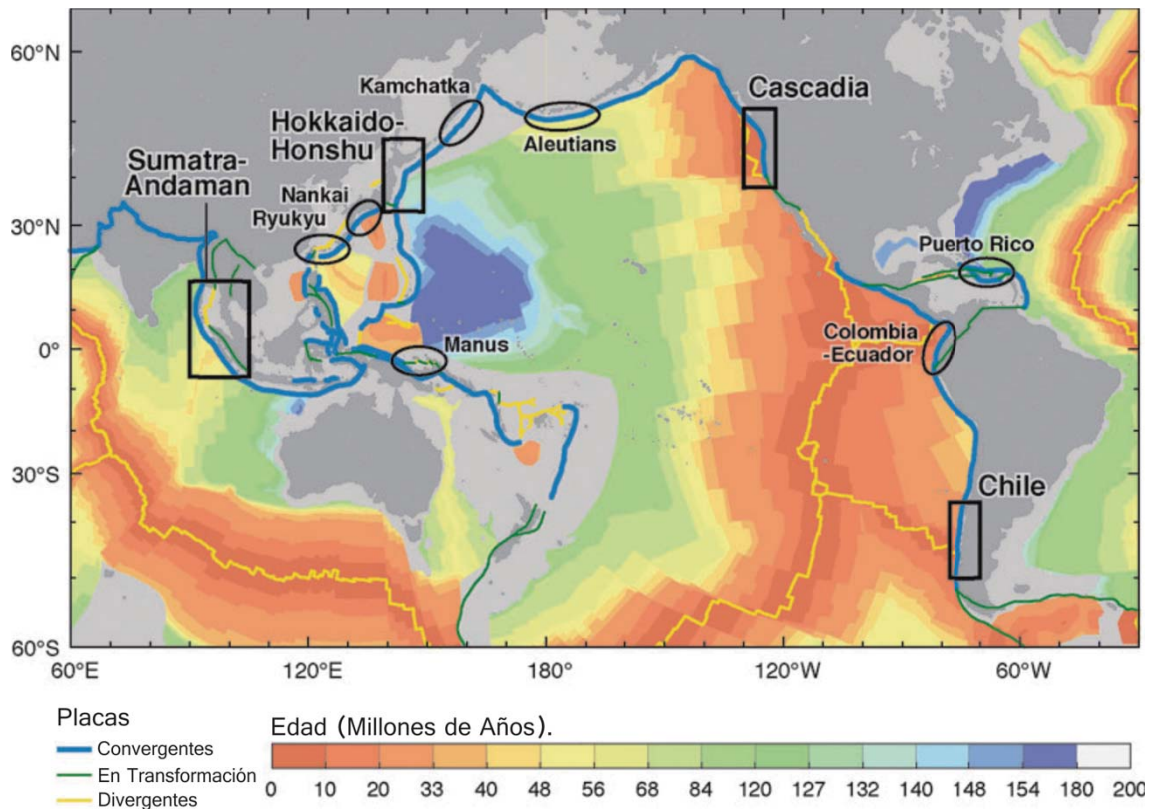 60°N
30°N
0°
30°S
60°S
60°E
120°E
180°
120°W
60°W
Kamchatka
Cascadia
Hokkaido-
Honshu
Aleutians
Sumatra-
Andaman
Nankai
Ryukyu
Puerto Rico
Manus
Colombia
-Ecuador
Chile
Placas
Convergentes
En Transformación
Divergentes
Edad (Millones de Años).
0 10 20 33 40 48 56 68 84 120 127 132 140 148 154 180 200